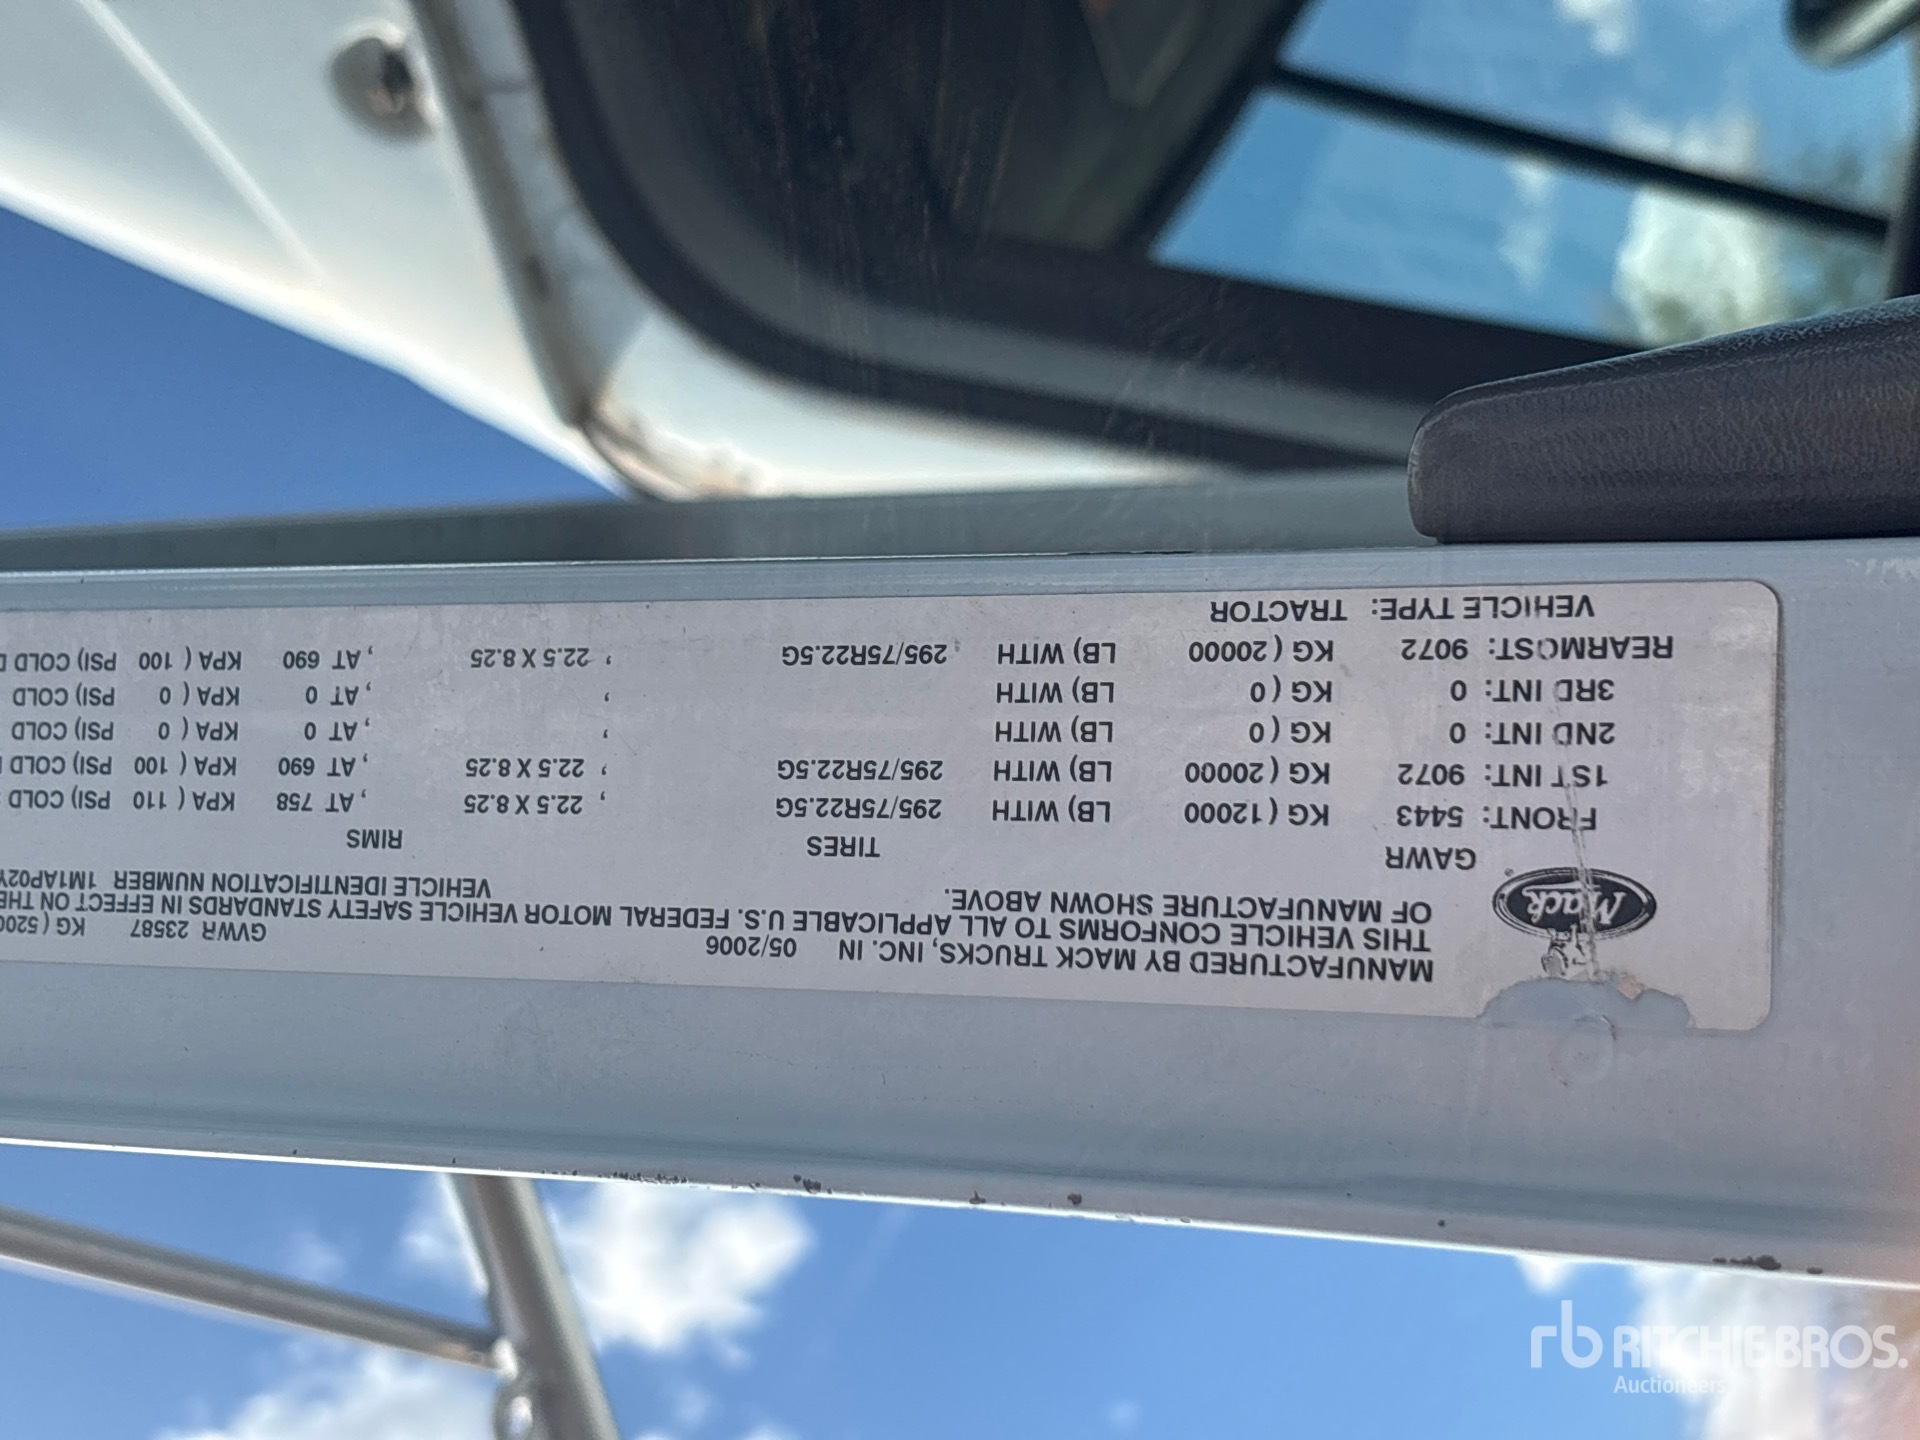 MANUFACTURED BY MACK TRUCKS, INC. IN 05/2006 GVWR 23587 KG (5200
THIS VEHICLE CONFORMS TO ALL APPLICABLE U.S. FEDERAL MOTOR VEHICLE SAFETY STANDARDS IN EFFECT ON THE
OF MANUFACTURE SHOWN ABOVE. VEHICLE IDENTIFICATION NUMBER 1M1AP02Y
Mack
GAWR TIRES RIMS
FRONT: 5443 KG (12000 LB) WITH 295/75R22.5G , 22.5 X 8.25 , AT 758 KPA ( 110 PSI) COLD
1ST INT: 9072 KG (20000 LB) WITH 295/75R22.5G , 22.5 X 8.25 , AT 690 KPA ( 100 PSI) COLD
2ND INT: 0 KG ( 0 LB) WITH , , AT 0 KPA ( 0 PSI) COLD
3RD INT: 0 KG ( 0 LB) WITH , , AT 0 KPA ( 0 PSI) COLD
REARMOST: 9072 KG (20000 LB) WITH 295/75R22.5G , 22.5 X 8.25 , AT 690 KPA ( 100 PSI) COLD
VEHICLE TYPE: TRACTOR
rb RITCHIE BROS.
Auctioneers